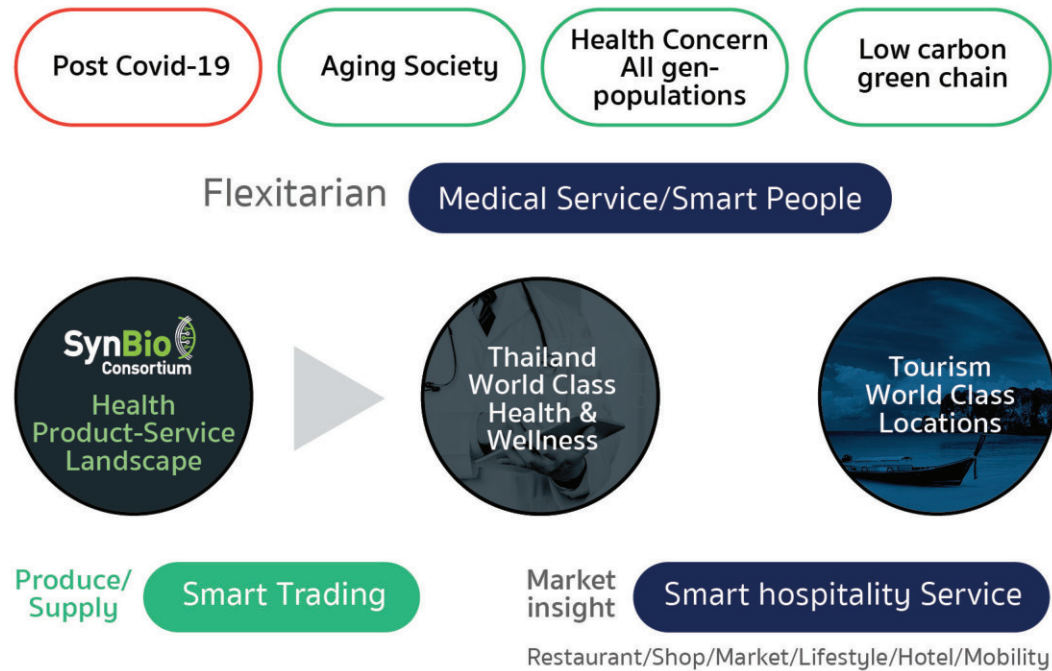 Post Covid-19
Aging Society
Health Concern
All gen-
populations
Low carbon
green chain
Flexitarian
Medical Service/Smart People
SynBio
Consortium
Health
Product-Service
Landscape
Thailand
World Class
Health &
Wellness
Tourism
World Class
Locations
Produce/
Supply
Smart Trading
Market
insight
Smart hospitality Service
Restaurant/Shop/Market/Lifestyle/Hotel/Mobility